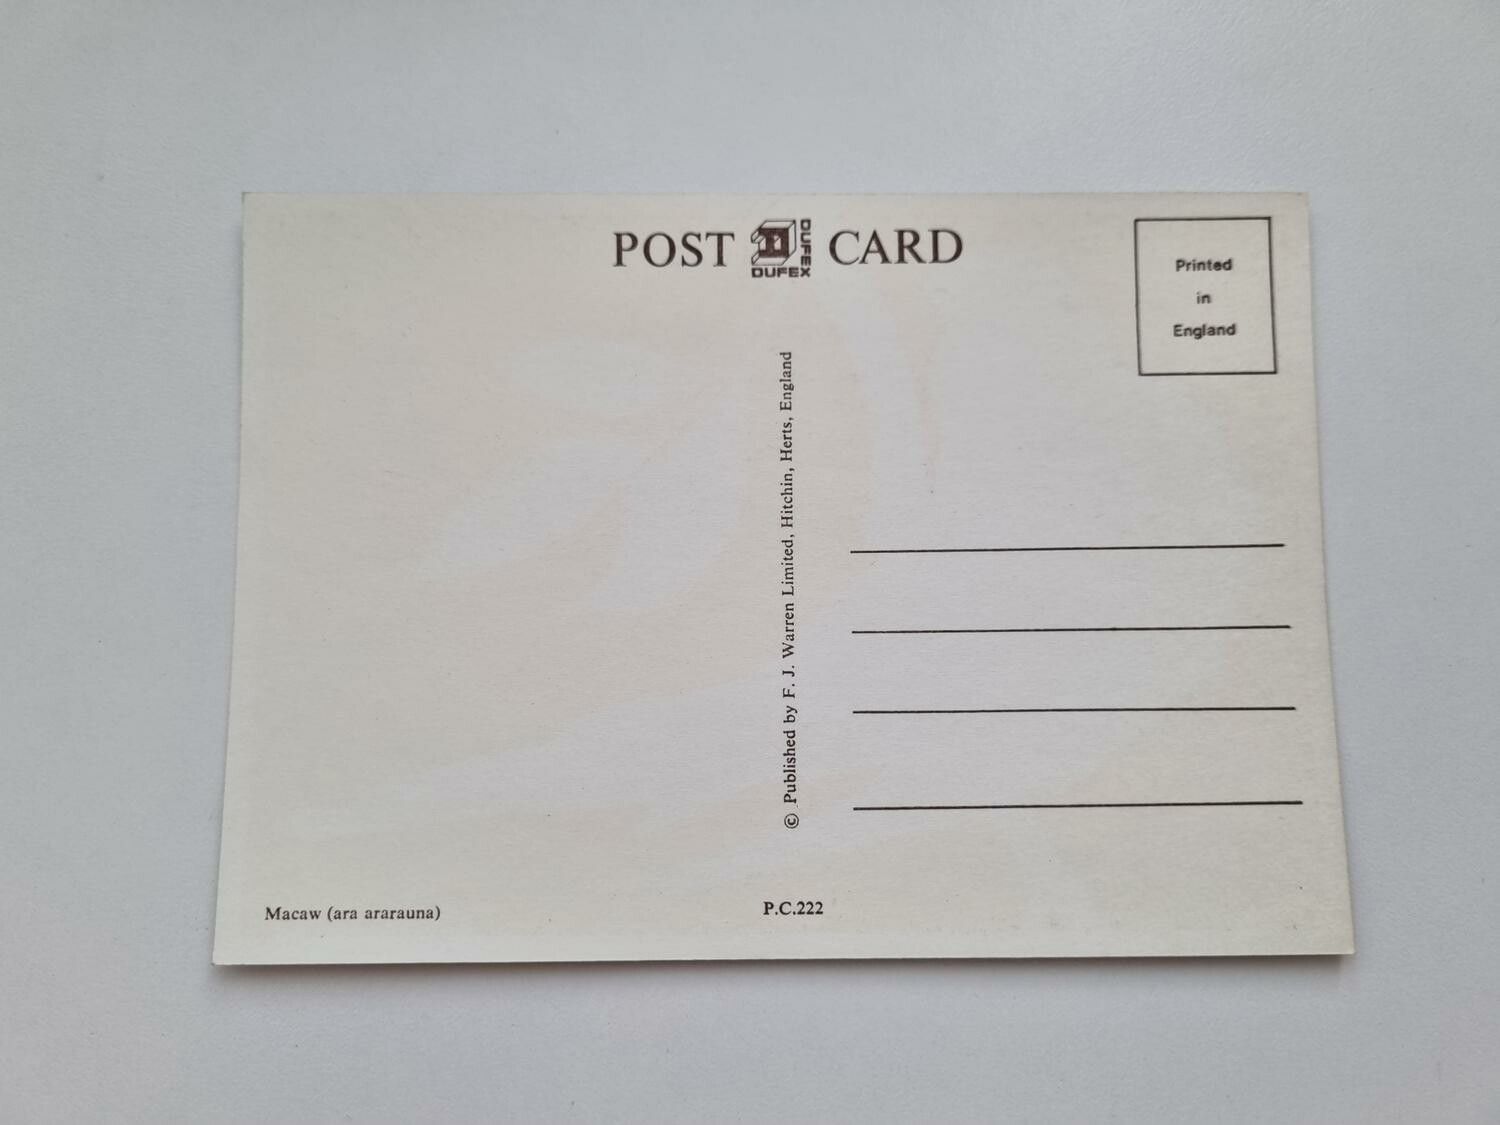 POST DUFEX DUFEX CARD
Printed
in
England
© Published by F. J. Warren Limited, Hitchin, Herts, England
Macaw (ara ararauna)
P.C.222